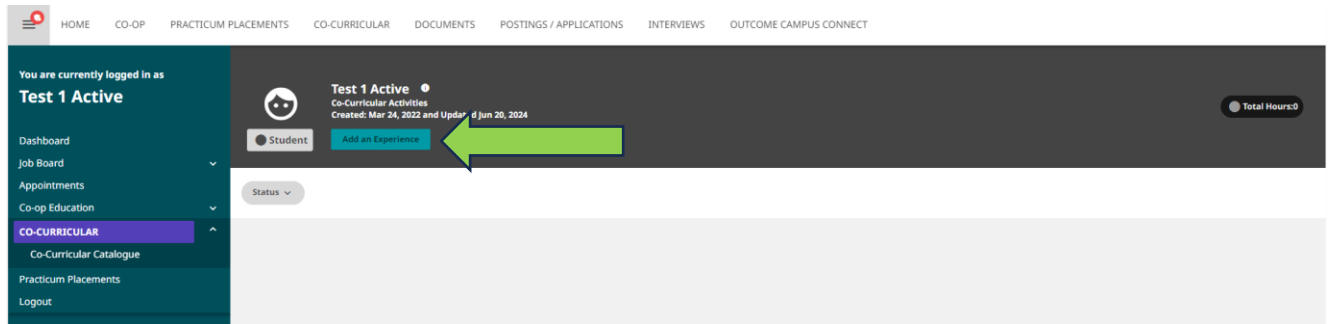 HOME CO-OP PRACTICUM PLACEMENTS CO-CURRICULAR DOCUMENTS POSTINGS / APPLICATIONS INTERVIEWS OUTCOME CAMPUS CONNECT
You are currently logged in as
Test 1 Active
Dashboard
Job Board
Appointments
Co-op Education
CO-CURRICULAR
Co-Curricular Catalogue
Practicum Placements
Logout
Test 1 Active
Co-Curricular Activities
Created: Mar 24, 2022 and Updated Jun 20, 2024
Student
Add an Experience
Total Hours:0
Status